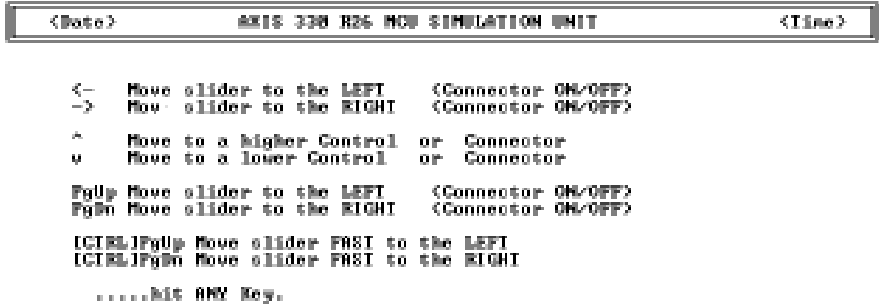 <Date> AXIS 330 R26 MCU SIMULATION UNIT <Time>
<- Move slider to the LEFT <Connector ON/OFF>
-> Mov slider to the RIGHT <Connector ON/OFF>
^ Move to a higher Control or Connector
v Move to a lower Control or Connector
PgUp Move slider to the LEFT <Connector ON/OFF>
PgDn Move slider to the RIGHT <Connector ON/OFF>
[CTRL]PgUp Move slider FAST to the LEFT
[CTRL]PgDn Move slider FAST to the RIGHT
.....hit ANY Key.